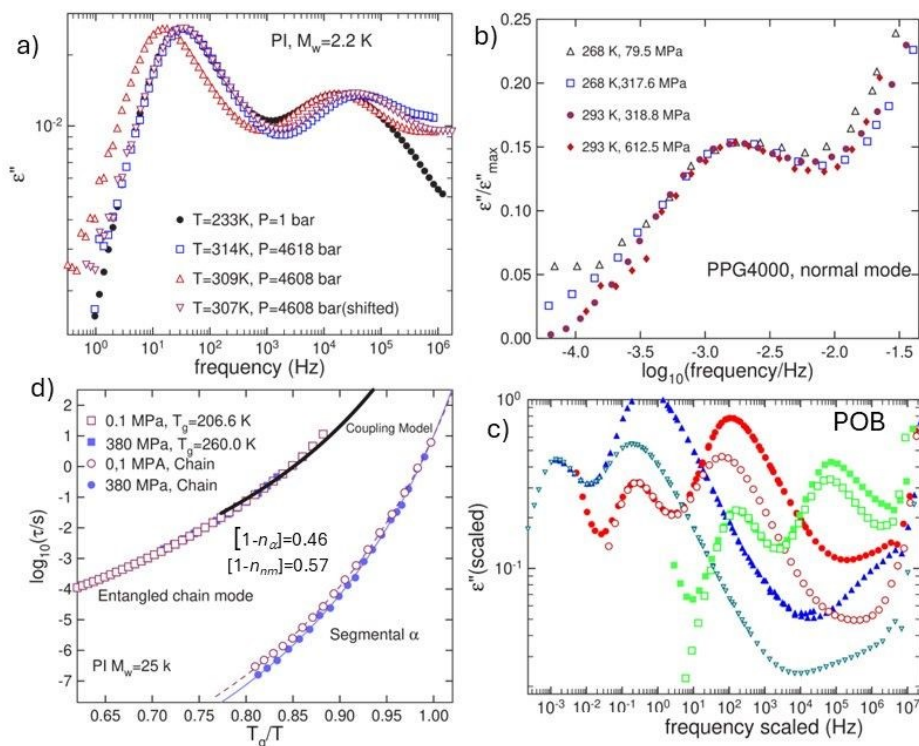 a)
PI, Mw=2.2 K
10⁻²
ε''
T=233K, P=1 bar
T=314K, P=4618 bar
T=309K, P=4608 bar
T=307K, P=4608 bar(shifted)
10⁰ 10¹ 10² 10³ 10⁴ 10⁵ 10⁶
frequency (Hz)
b)
268 K, 79.5 MPa
268 K,317.6 MPa
293 K, 318.8 MPa
293 K, 612.5 MPa
0.25
0.20
0.15
0.10
0.05
0.00
ε''/ε''max
PPG4000, normal mode
-4.0 -3.5 -3.0 -2.5 -2.0 -1.5
log₁₀(frequency/Hz)
d)
0.1 MPa, Tg=206.6 K
380 MPa, Tg=260.0 K
0,1 MPA, Chain
380 MPa, Chain
Coupling Model
2
1
0
-1
-2
-3
-4
-5
-6
-7
log₁₀(τ/s)
[1-nα]=0.46
[1-nnm]=0.57
Entangled chain mode
Segmental α
PI Mw=25 k
0.65 0.70 0.75 0.80 0.85 0.90 0.95 1.00
Tg/T
c)
POB
10⁰
10⁻¹
ε''(scaled)
10⁻³ 10⁻² 10⁻¹ 10⁰ 10¹ 10² 10³ 10⁴ 10⁵ 10⁶ 10⁷
frequency scaled (Hz)